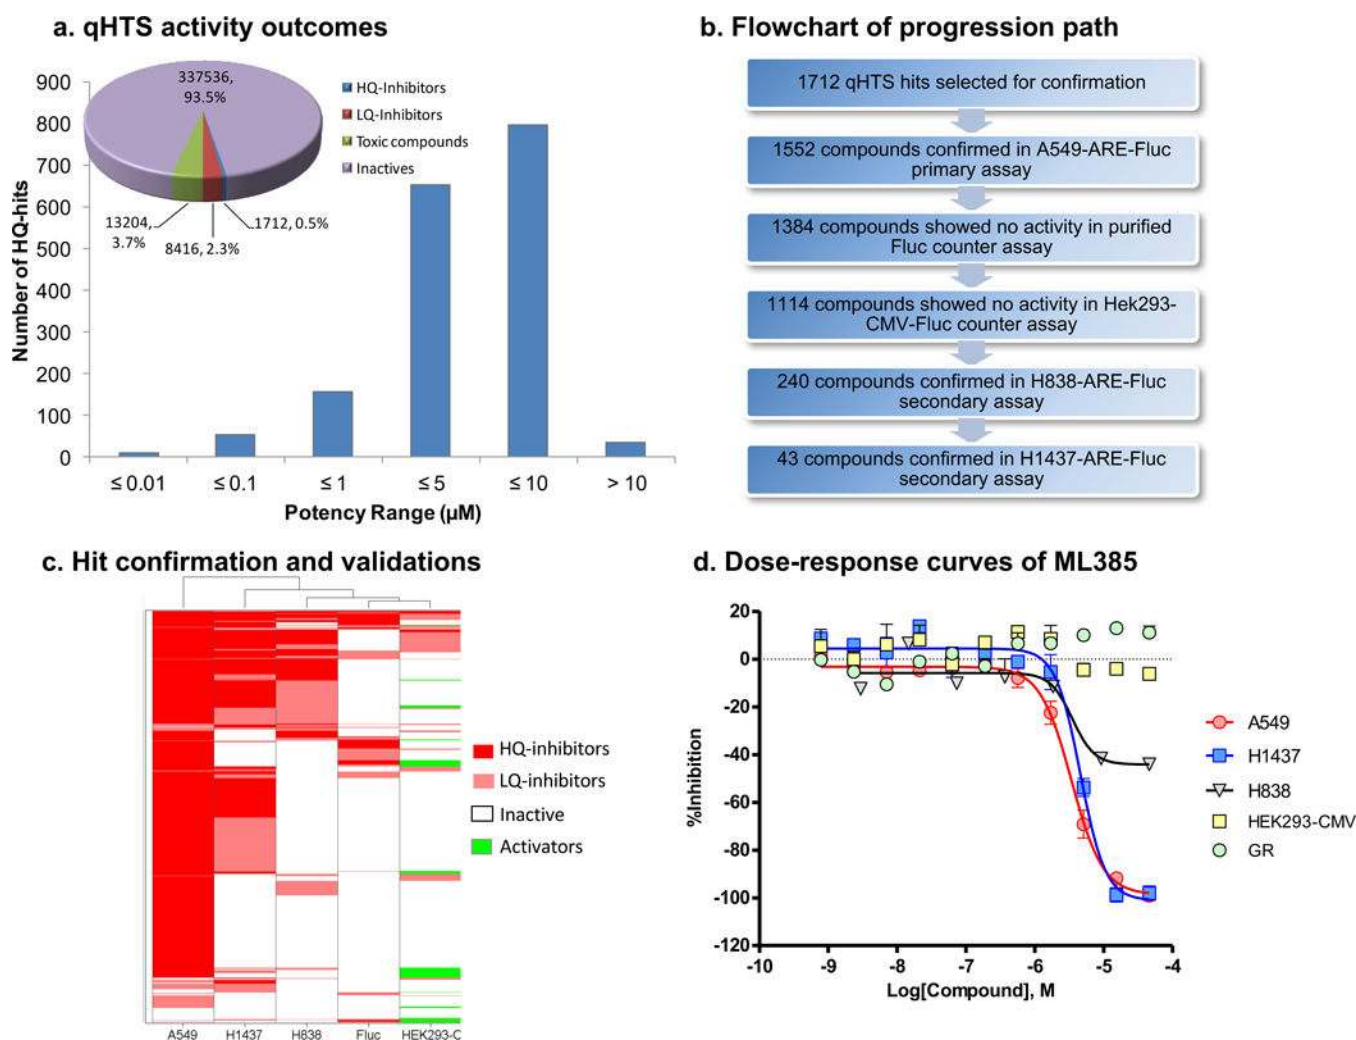 a. qHTS activity outcomes
900
800
700
600
500
400
300
200
100
0
Number of HQ-hits
337536,
93.5%
13204,
3.7%
8416, 2.3%
1712, 0.5%
HQ-Inhibitors
LQ-Inhibitors
Toxic compounds
Inactives
≤ 0.01 ≤ 0.1 ≤ 1 ≤ 5 ≤ 10 > 10
Potency Range (µM)
b. Flowchart of progression path
1712 qHTS hits selected for confirmation
1552 compounds confirmed in A549-ARE-Fluc
primary assay
1384 compounds showed no activity in purified
Fluc counter assay
1114 compounds showed no activity in Hek293-
CMV-Fluc counter assay
240 compounds confirmed in H838-ARE-Fluc
secondary assay
43 compounds confirmed in H1437-ARE-Fluc
secondary assay
c. Hit confirmation and validations
HQ-inhibitors
LQ-inhibitors
Inactive
Activators
A549 H1437 H838 Fluc HEK293-C
d. Dose-response curves of ML385
20
0
-20
-40
-60
-80
-100
-120
%Inhibition
-10 -9 -8 -7 -6 -5 -4
Log[Compound], M
A549
H1437
H838
HEK293-CMV
GR